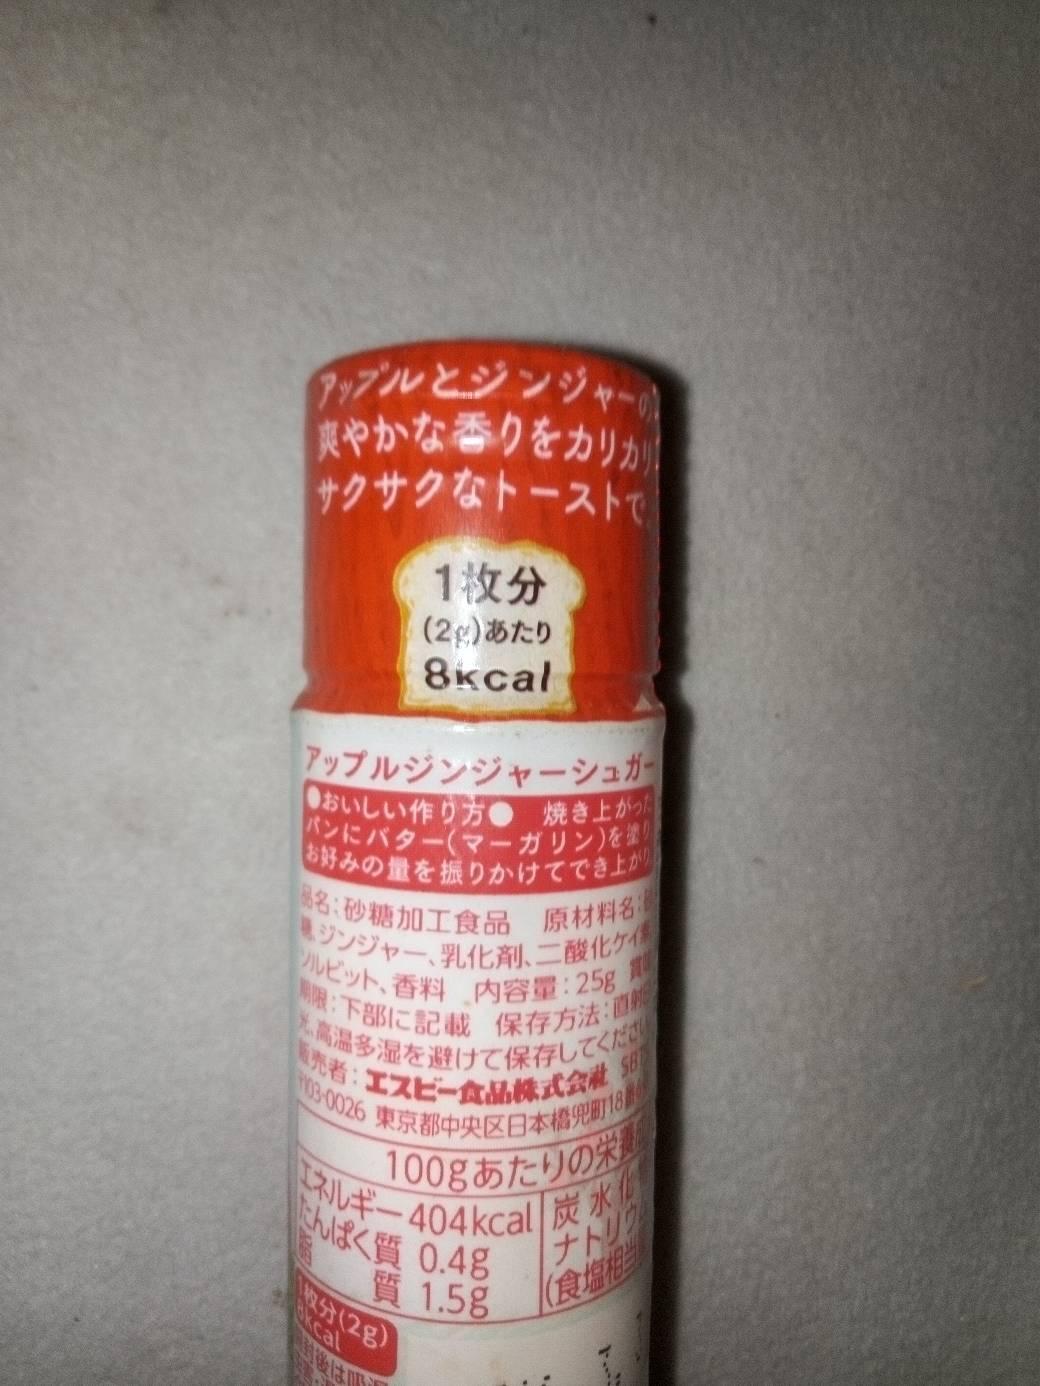 アップルとジンジャーの
爽やかな香りをカリカリ
サクサクなトーストで
1枚分
(2g)あたり
8kcal
アップルジンジャーシュガー
●おいしい作り方● 焼き上がった
パンにバター(マーガリン)を塗り
お好みの量を振りかけてでき上がり
品名:砂糖加工食品 原材料名:
糖、ジンジャー、乳化剤、二酸化ケイ素
ソルビット、香料 内容量:25g 賞味
期限:下部に記載 保存方法:直射日
光、高温多湿を避けて保存してください
販売者:エスビー食品株式会社 SB
〒103-0026 東京都中央区日本橋兜町18番
100gあたりの栄養
エネルギー 404kcal 炭水化
たんぱく質 0.4g ナトリウ
脂質 1.5g (食塩相当
1枚分(2g)
8kcal
封後は吸湿